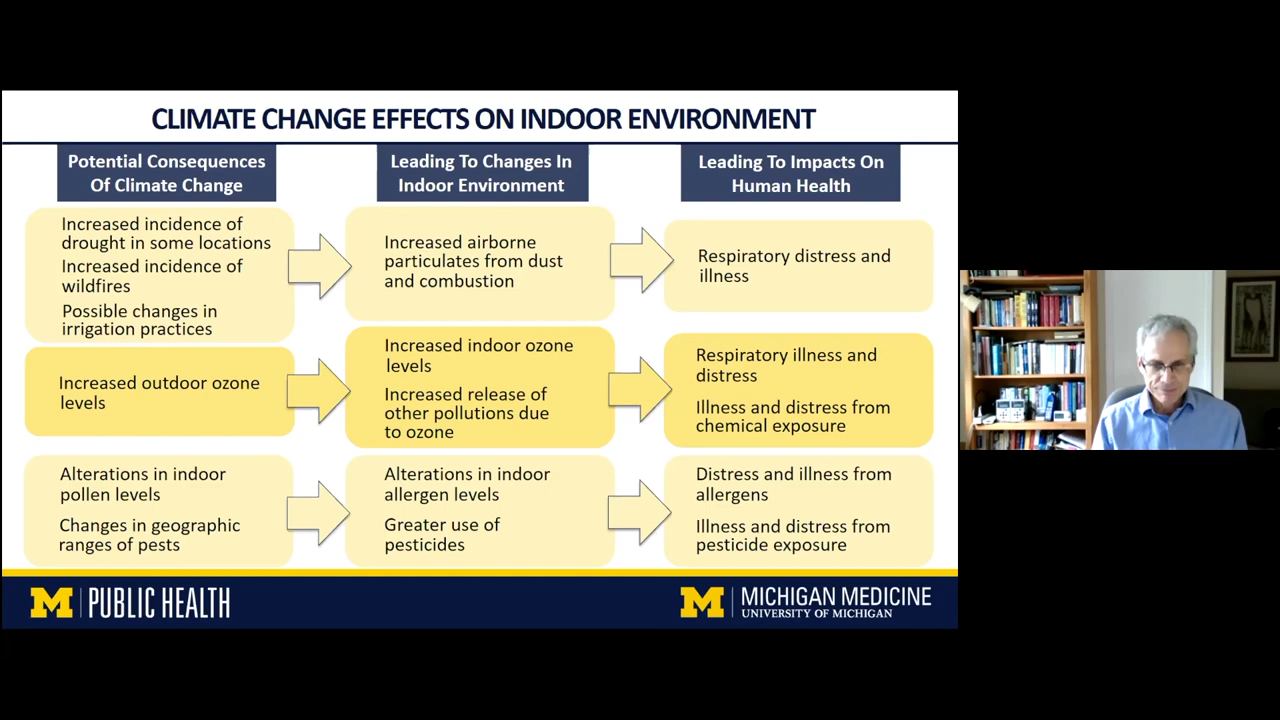 CLIMATE CHANGE EFFECTS ON INDOOR ENVIRONMENT
Potential Consequences
Of Climate Change
Leading To Changes In
Indoor Environment
Leading To Impacts On
Human Health
Increased incidence of
drought in some locations
Increased incidence of
wildfires
Possible changes in
irrigation practices
Increased airborne
particulates from dust
and combustion
Respiratory distress and
illness
Increased outdoor ozone
levels
Increased indoor ozone
levels
Increased release of
other pollutions due
to ozone
Respiratory illness and
distress
Illness and distress from
chemical exposure
Alterations in indoor
pollen levels
Changes in geographic
ranges of pests
Alterations in indoor
allergen levels
Greater use of
pesticides
Distress and illness from
allergens
Illness and distress from
pesticide exposure
M PUBLIC HEALTH
M MICHIGAN MEDICINE
UNIVERSITY OF MICHIGAN